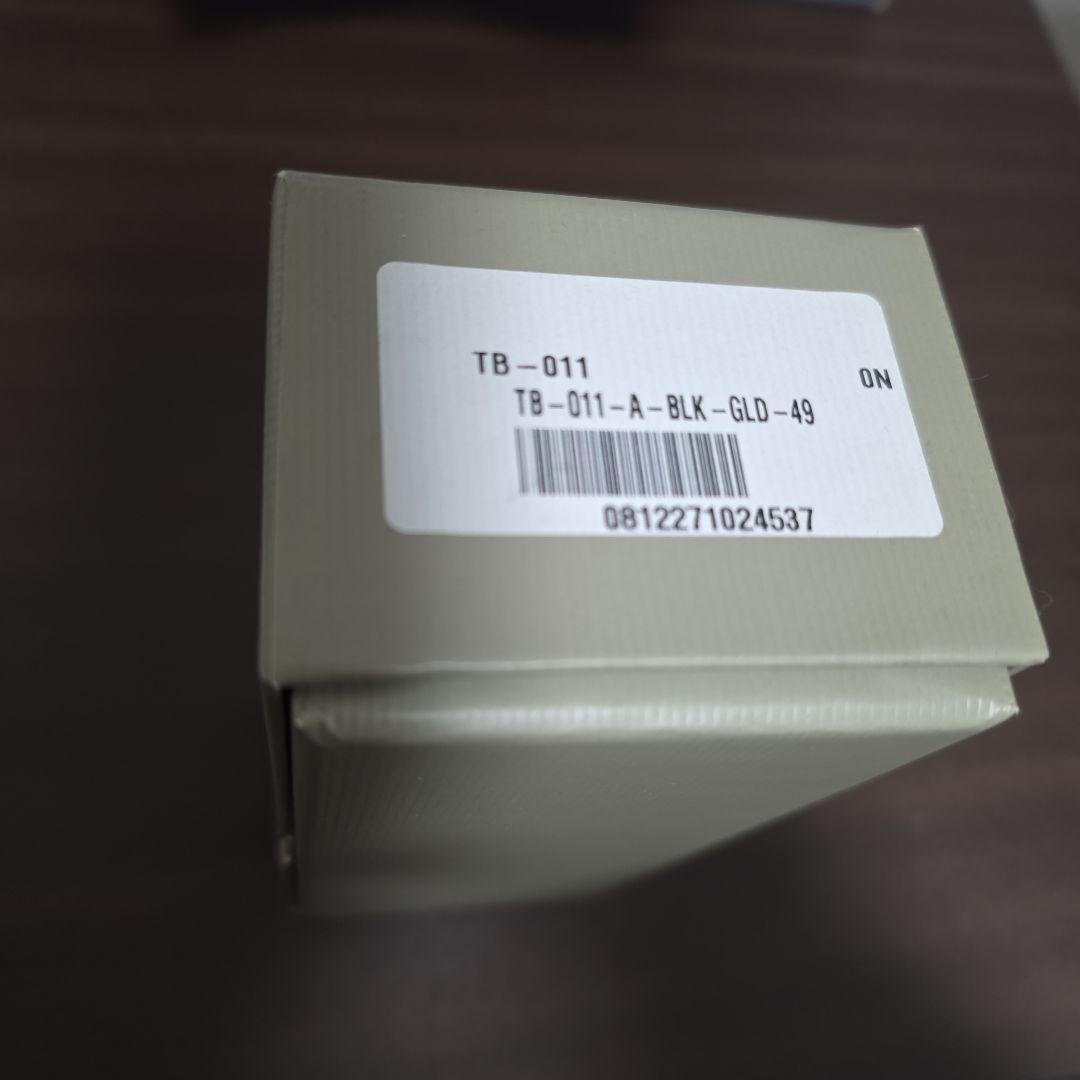 TB-011
ON
TB-011-A-BLK-GLD-49
0812271024537